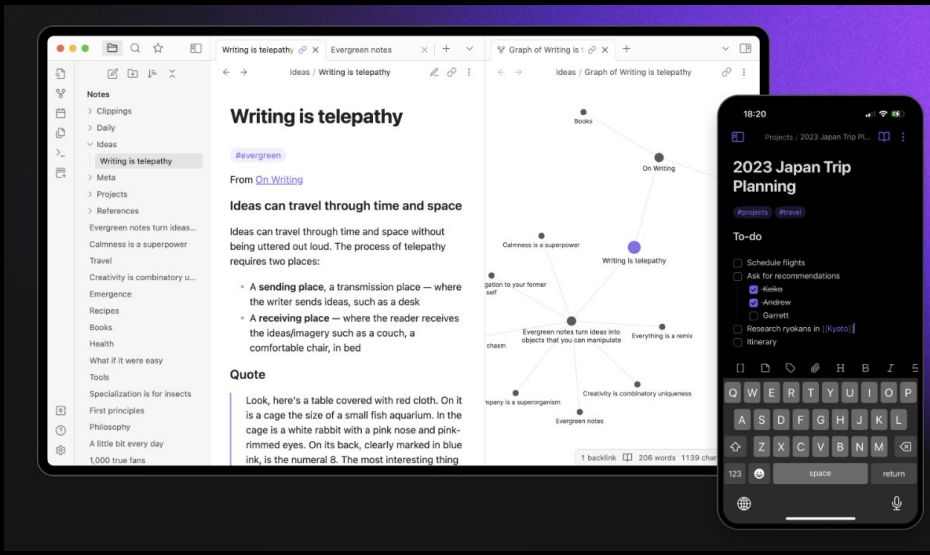 Writing is telepathy
Evergreen notes
Graph of Writing is t
Notes
Clippings
Daily
Ideas
Writing is telepathy
Meta
Projects
References
Evergreen notes turn ideas...
Calmness is a superpower
Travel
Creativity is combinatory u...
Emergence
Recipes
Books
Health
What if it were easy
Tools
Specialization is for insects
First principles
Philosophy
A little bit every day
1,000 true fans
Ideas / Writing is telepathy
Writing is telepathy
#evergreen
From On Writing
Ideas can travel through time and space
Ideas can travel through time and space without
being uttered out loud. The process of telepathy
requires two places:
A sending place, a transmission place — where
the writer sends ideas, such as a desk
A receiving place — where the reader receives
the ideas/imagery such as a couch, a
comfortable chair, in bed
Quote
Look, here's a table covered with red cloth. On it
is a cage the size of a small fish aquarium. In the
cage is a white rabbit with a pink nose and pink-
rimmed eyes. On its back, clearly marked in blue
ink, is the numeral 8. The most interesting thing
Ideas / Graph of Writing is telepathy
Books
On Writing
Calmness is a superpower
Writing is telepathy
gation to your former
self
Evergreen notes turn ideas into
objects that you can manipulate
Everything is a remix
chasm
Creativity is combinatory uniqueness
mpany is a superorganism
Evergreen notes
1 backlink 206 words 1139 char
18:20
Projects / 2023 Japan Trip Pl...
2023 Japan Trip
Planning
#projects #travel
To-do
Schedule flights
Ask for recommendations
Keiko
Andrew
Garrett
Research ryokans in [[Kyoto]]
Itinerary
[] H B I S
Q W E R T Y U I O P
A S D F G H J K L
Z X C V B N M
123 space return